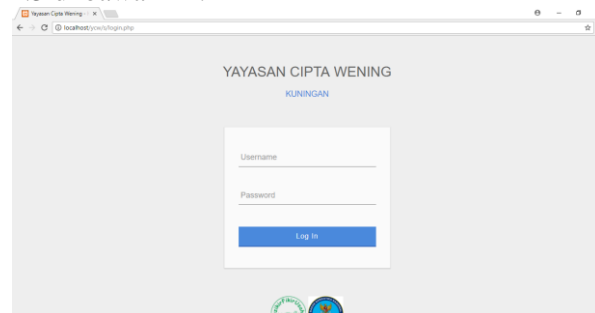 Yayasan Cipta Wening -
localhost/ycw/s/login.php
YAYASAN CIPTA WENING
KUNINGAN
Username
Password
Log In